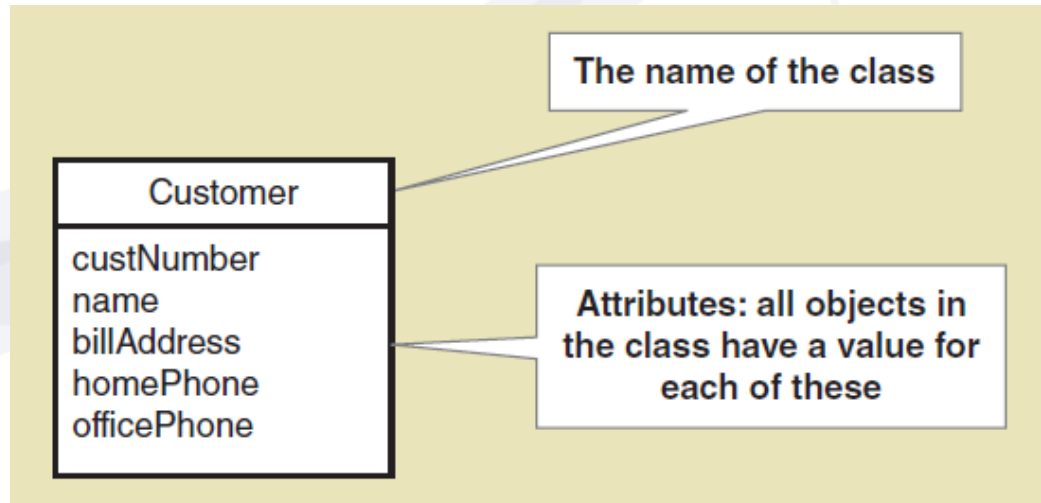 The name of the class
Customer
custNumber
name
billAddress
homePhone
officePhone
Attributes: all objects in
the class have a value for
each of these